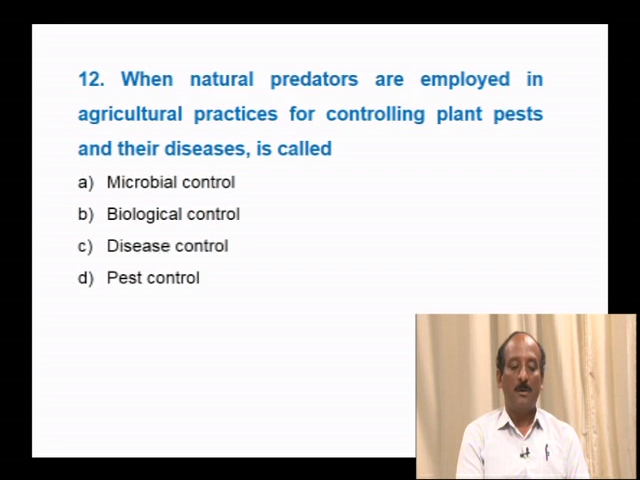 12. When natural predators are employed in
agricultural practices for controlling plant pests
and their diseases, is called
a) Microbial control
b) Biological control
c) Disease control
d) Pest control